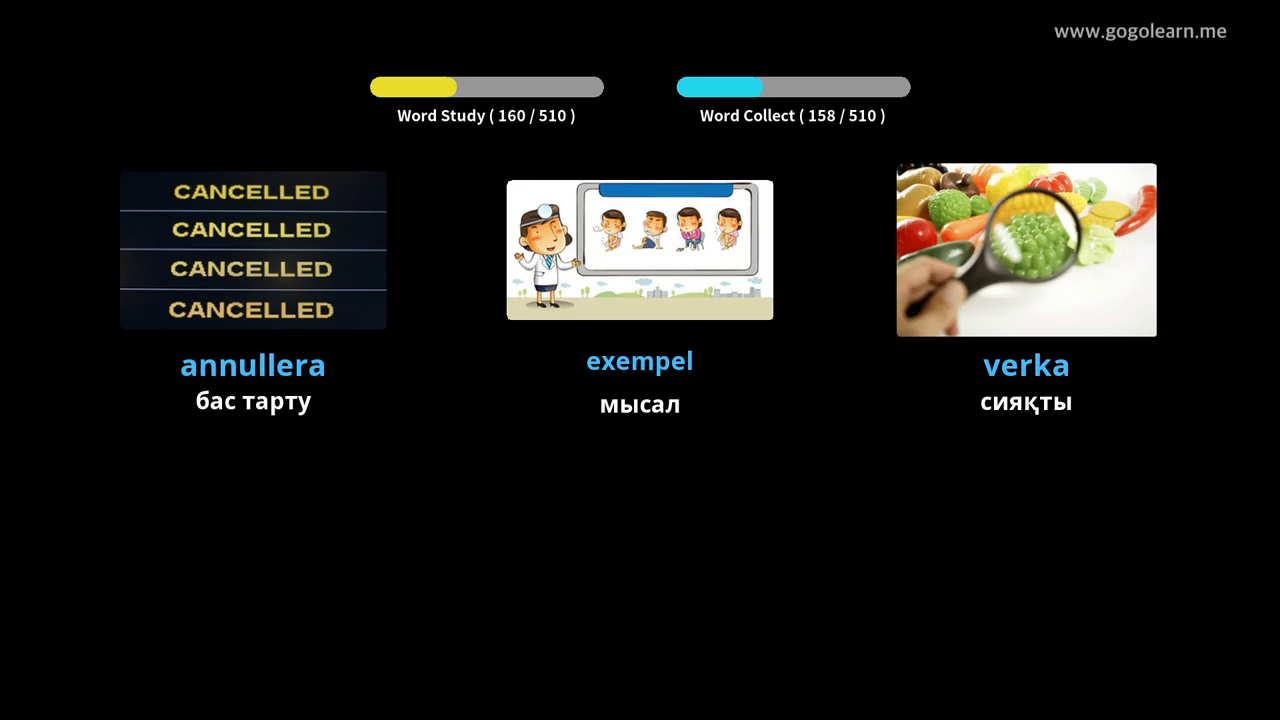 www.gogolearn.me
Word Study ( 160 / 510 )
Word Collect ( 158 / 510 )
CANCELLED
CANCELLED
CANCELLED
CANCELLED
annullera
бас тарту
exempel
мысал
verka
сияқты